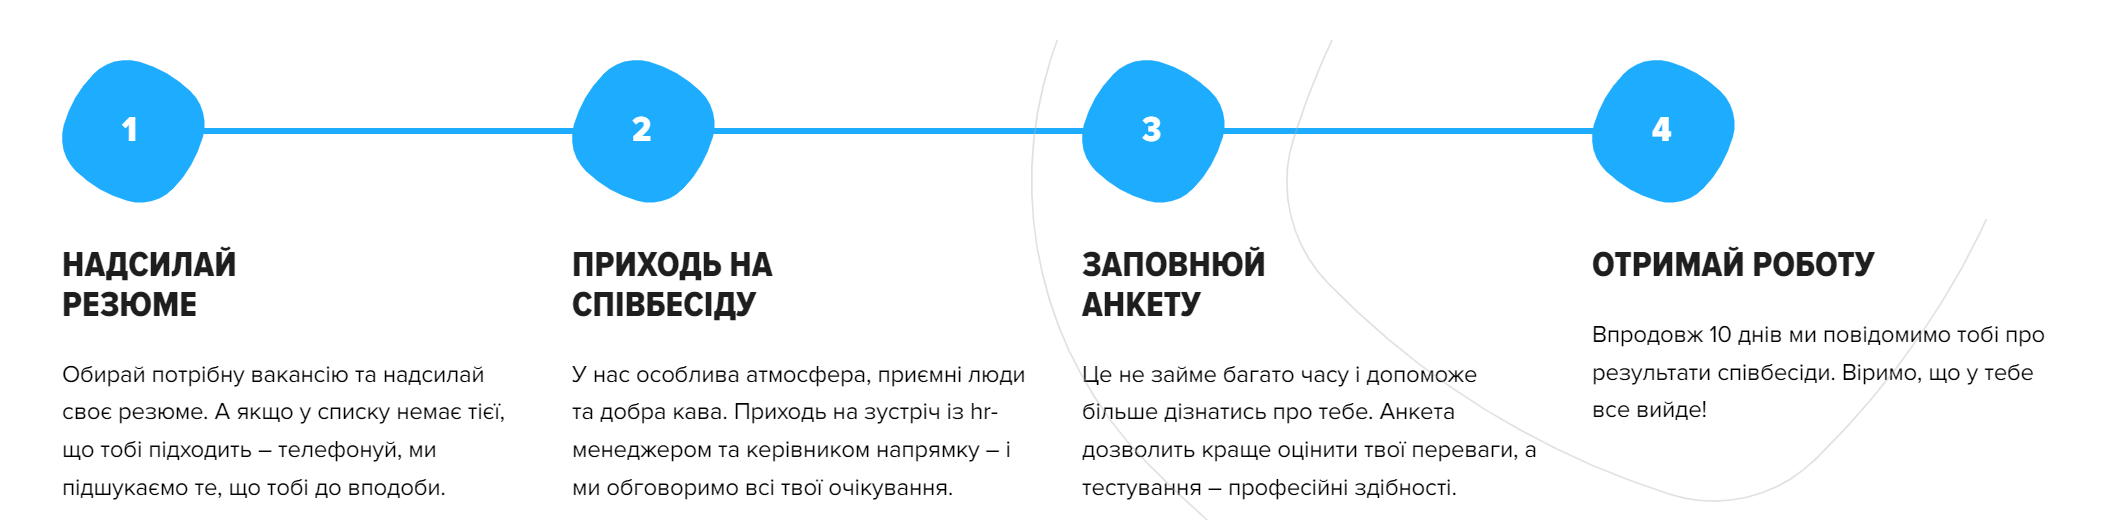 1
2
3
4
НАДСИЛАЙ
РЕЗЮМЕ
Обирай потрібну вакансію та надсилай
своє резюме. А якщо у списку немає тієї,
що тобі підходить – телефонуй, ми
підшукаємо те, що тобі до вподоби.
ПРИХОДЬ НА
СПІВБЕСІДУ
У нас особлива атмосфера, приємні люди
та добра кава. Приходь на зустріч із hr-
менеджером та керівником напрямку – і
ми обговоримо всі твої очікування.
ЗАПОВНЮЙ
АНКЕТУ
Це не займе багато часу і допоможе
більше дізнатись про тебе. Анкета
дозволить краще оцінити твої переваги, а
тестування – професійні здібності.
ОТРИМАЙ РОБОТУ
Впродовж 10 днів ми повідомимо тобі про
результати співбесіди. Віримо, що у тебе
все вийде!